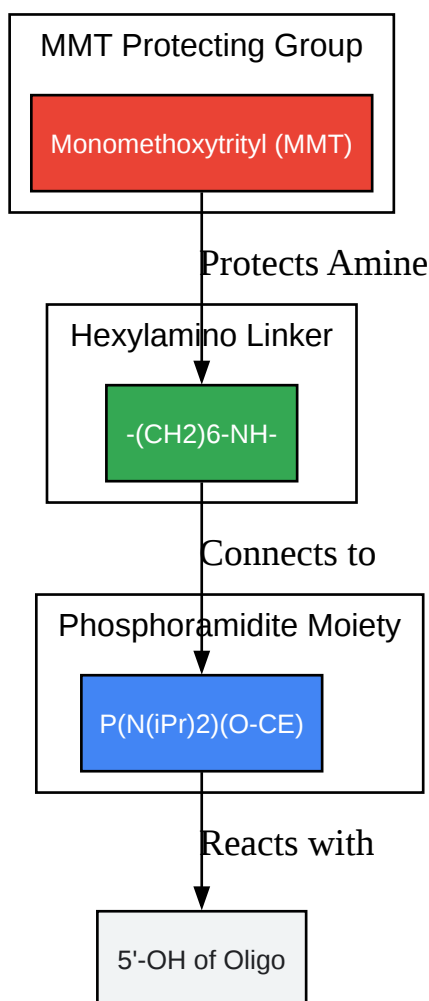 MMT Protecting Group
Monomethoxytrityl (MMT)
Protects Amine
Hexylamino Linker
-(CH2)6-NH-
Connects to
Phosphoramidite Moiety
P(N(iPr)2)(O-CE)
Reacts with
5'-OH of Oligo